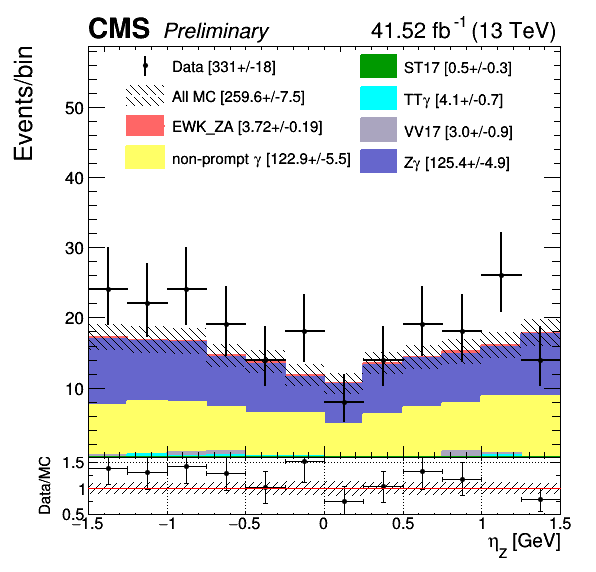 CMS Preliminary 41.52 fb⁻¹ (13 TeV)
Events/bin
Data [331+/-18]
All MC [259.6+/-7.5]
EWK_ZA [3.72+/-0.19]
non-prompt γ [122.9+/-5.5]
ST17 [0.5+/-0.3]
TTγ [4.1+/-0.7]
VV17 [3.0+/-0.9]
Zγ [125.4+/-4.9]
50
40
30
20
10
Data/MC
1.5
1
0.5
−1.5 −1 −0.5 0 0.5 1 1.5
η_Z [GeV]